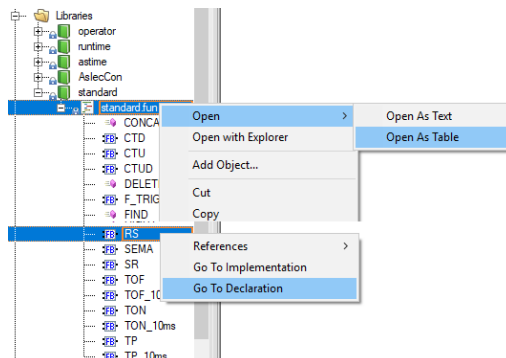 Libraries
operator
runtime
astime
AslecCon
standard
standard.fun
CONCA
CTD
CTU
CTUD
DELET
F_TRIG
FIND
Open
Open with Explorer
Add Object...
Cut
Copy
Open As Text
Open As Table
RS
SEMA
SR
TOF
TOF_10
TON
TON_10ms
TP
TP_10ms
References
Go To Implementation
Go To Declaration